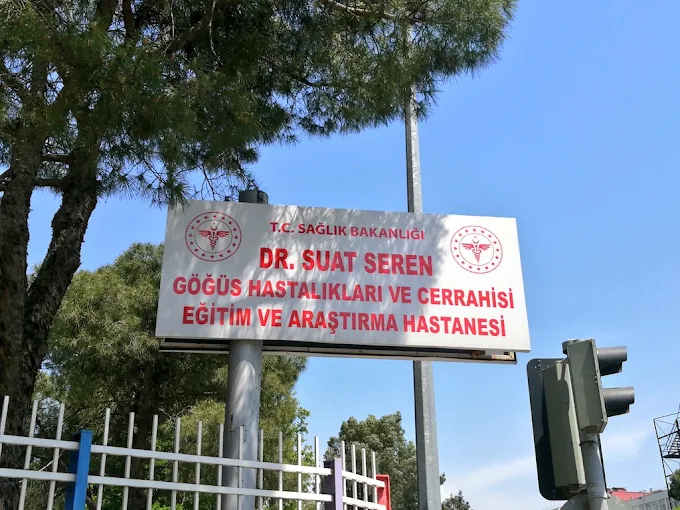 T.C. SAĞLIK BAKANLIĞI
DR. SUAT SEREN
GÖĞÜS HASTALIKLARI VE CERRAHİSİ
EĞİTİM VE ARAŞTIRMA HASTANESİ